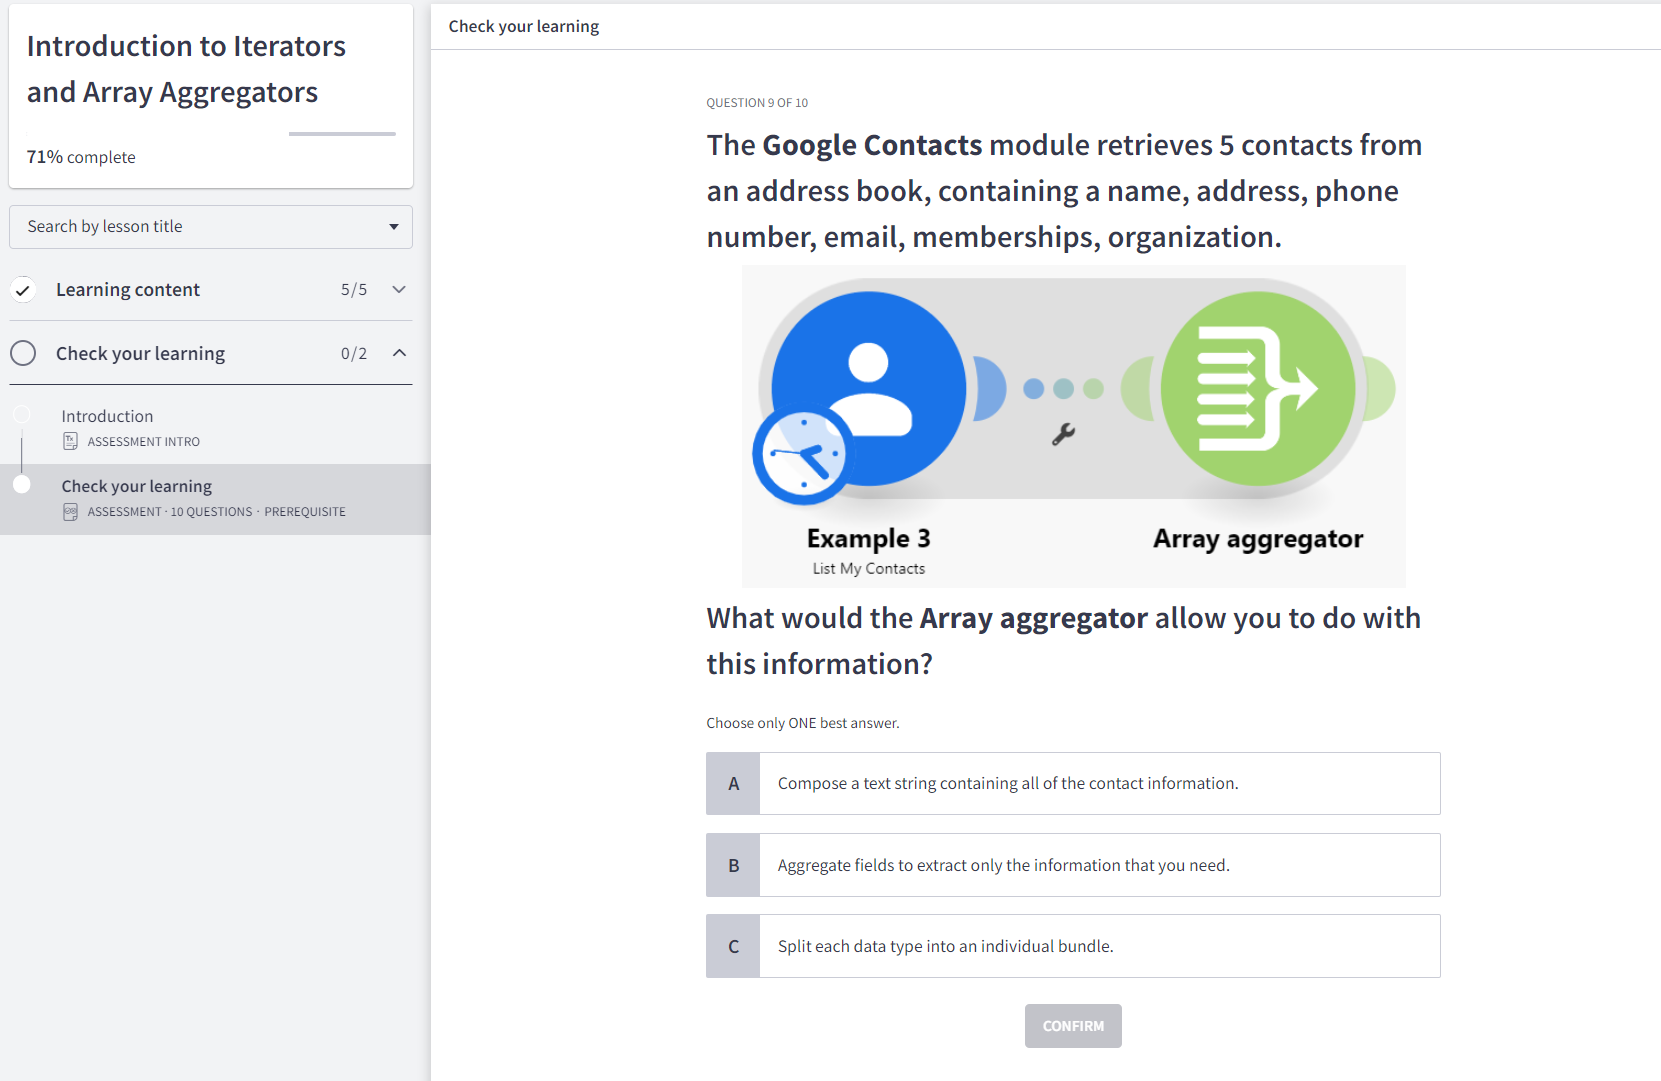 Introduction to Iterators
and Array Aggregators
71% complete
Search by lesson title
Learning content 5/5
Check your learning 0/2
Introduction
ASSESSMENT INTRO
Check your learning
ASSESSMENT · 10 QUESTIONS · PREREQUISITE
Check your learning
QUESTION 9 OF 10
The Google Contacts module retrieves 5 contacts from
an address book, containing a name, address, phone
number, email, memberships, organization.
Example 3
List My Contacts
Array aggregator
What would the Array aggregator allow you to do with
this information?
Choose only ONE best answer.
A Compose a text string containing all of the contact information.
B Aggregate fields to extract only the information that you need.
C Split each data type into an individual bundle.
CONFIRM